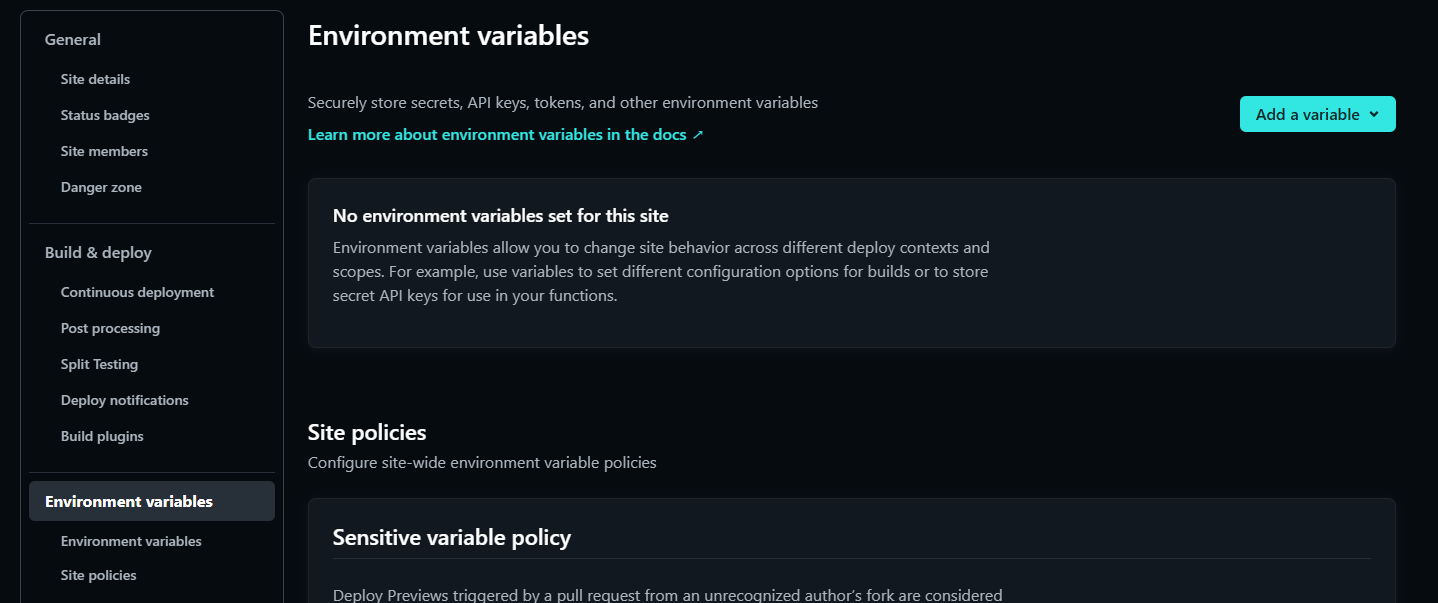 General
Site details
Status badges
Site members
Danger zone
Build & deploy
Continuous deployment
Post processing
Split Testing
Deploy notifications
Build plugins
Environment variables
Environment variables
Site policies
Environment variables
Securely store secrets, API keys, tokens, and other environment variables
Learn more about environment variables in the docs ↗
Add a variable
No environment variables set for this site
Environment variables allow you to change site behavior across different deploy contexts and
scopes. For example, use variables to set different configuration options for builds or to store
secret API keys for use in your functions.
Site policies
Configure site-wide environment variable policies
Sensitive variable policy
Deploy Previews triggered by a pull request from an unrecognized author's fork are considered